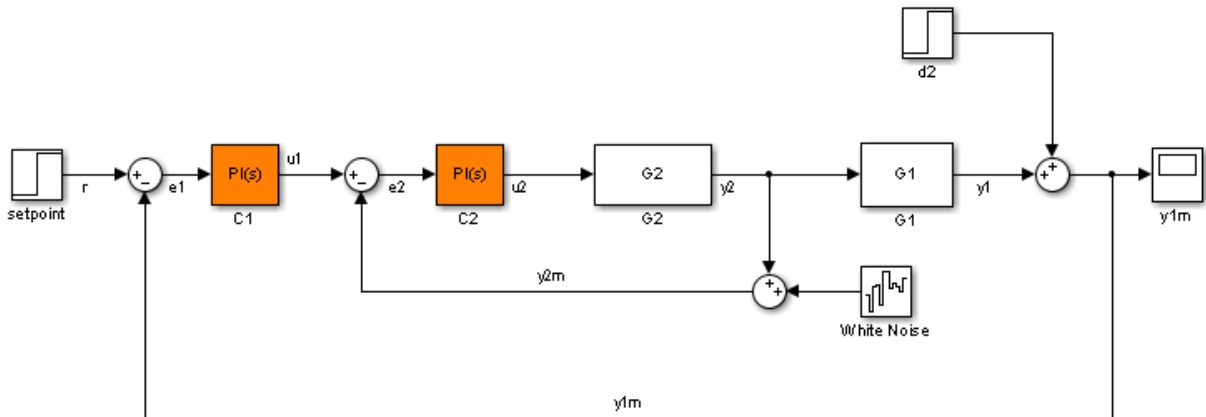 d2
u1
PI(s)
PI(s)
G2
G1
r
e1
e2
u2
y2
y1
setpoint
C1
C2
G2
G1
y1m
y2m
White Noise
y1m